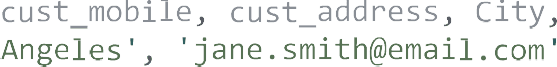 cust_mobile, cust_address, City,
Angeles', 'jane.smith@email.com'